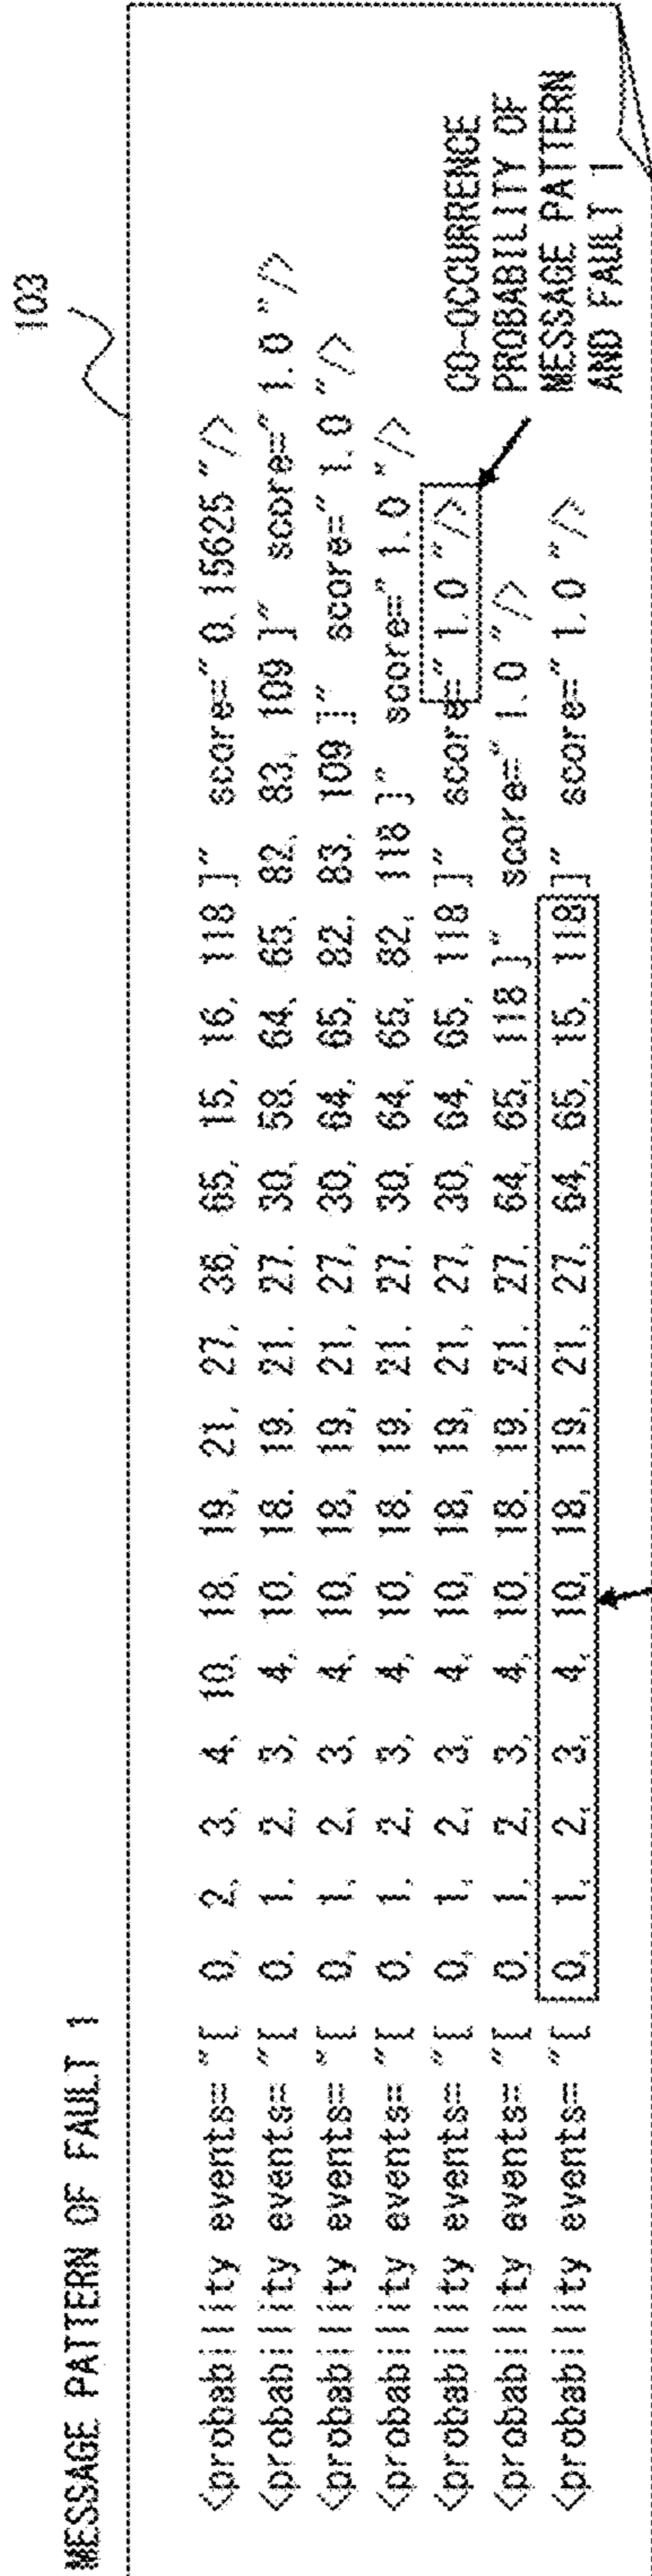 103
MESSAGE PATTERN OF FAULT 1
<probability events="[ 0, 2, 3, 4, 10, 18, 19, 21, 27, 36, 65, 15, 16, 118 ]" score="0.15625"/>
<probability events="[ 0, 1, 2, 3, 4, 10, 18, 19, 21, 27, 30, 58, 64, 65, 82, 83, 109 ]" score="1.0"/>
<probability events="[ 0, 1, 2, 3, 4, 10, 18, 19, 21, 27, 30, 64, 65, 82, 83, 109 ]" score="1.0"/>
<probability events="[ 0, 1, 2, 3, 4, 10, 18, 19, 21, 27, 30, 64, 65, 82, 118 ]" score="1.0"/>
<probability events="[ 0, 1, 2, 3, 4, 10, 18, 19, 21, 27, 30, 64, 65, 118 ]" score="1.0"/>
<probability events="[ 0, 1, 2, 3, 4, 10, 18, 19, 21, 27, 64, 65, 118 ]" score="1.0"/>
<probability events="[ 0, 1, 2, 3, 4, 10, 18, 19, 21, 27, 64, 65, 15, 118 ]" score="1.0"/>
CO-OCCURRENCE
PROBABILITY OF
MESSAGE PATTERN
AND FAULT 1